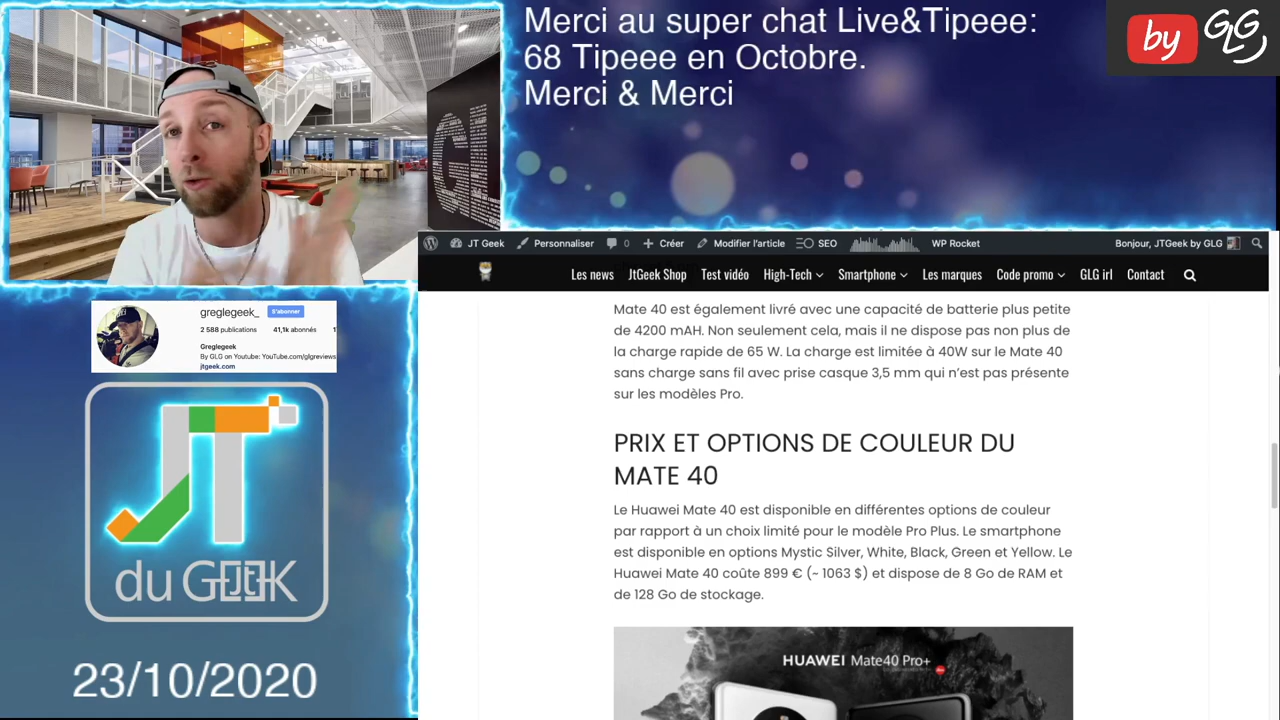 Merci au super chat Live&Tipeee:
68 Tipeee en Octobre.
Merci & Merci
by GLG
JT Geek Personnaliser 0 Créer Modifier l'article SEO WP Rocket Bonjour, JTGeek by GLG
Les news JtGeek Shop Test vidéo High-Tech Smartphone Les marques Code promo GLG irl Contact
greglegeek_ S'abonner
2 588 publications 41,1k abonnés 1
Greglegeek
By GLG on Youtube: YouTube.com/glgreviews
jtgeek.com
Mate 40 est également livré avec une capacité de batterie plus petite
de 4200 mAH. Non seulement cela, mais il ne dispose pas non plus de
la charge rapide de 65 W. La charge est limitée à 40W sur le Mate 40
sans charge sans fil avec prise casque 3,5 mm qui n'est pas présente
sur les modèles Pro.
PRIX ET OPTIONS DE COULEUR DU
MATE 40
Le Huawei Mate 40 est disponible en différentes options de couleur
par rapport à un choix limité pour le modèle Pro Plus. Le smartphone
est disponible en options Mystic Silver, White, Black, Green et Yellow. Le
Huawei Mate 40 coûte 899 € (~ 1063 $) et dispose de 8 Go de RAM et
de 128 Go de stockage.
HUAWEI Mate40 Pro+
JT
du GEEK
23/10/2020